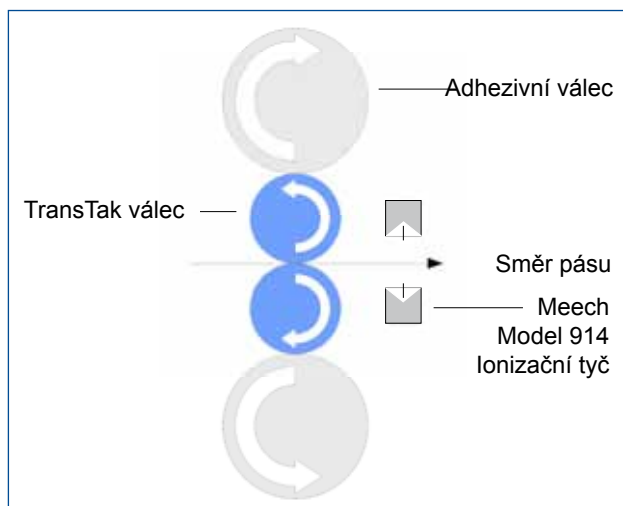 Adhezivní válec
TransTak válec
Směr pásu
Meech
Model 914
Ionizační tyč